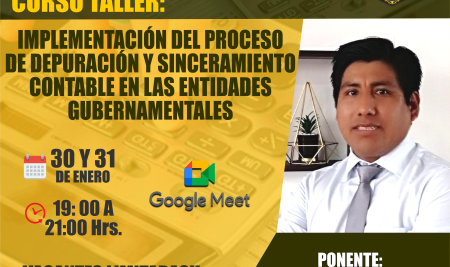 CURSO TALLER:
IMPLEMENTACIÓN DEL PROCESO
DE DEPURACIÓN Y SINCERAMIENTO
CONTABLE EN LAS ENTIDADES
GUBERNAMENTALES
30 Y 31
DE ENERO
Google Meet
19: 00 A
21:00 Hrs.
PONENTE: